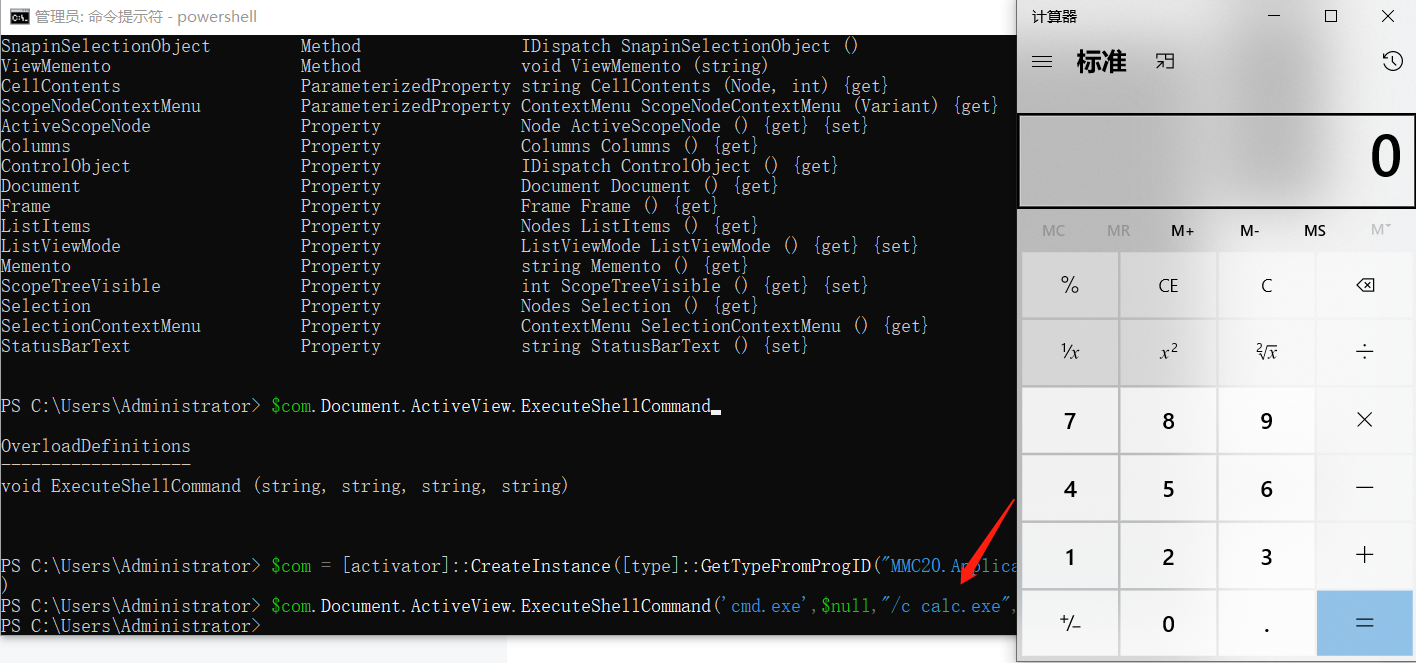 管理员: 命令提示符 - powershell
SnapinSelectionObject Method IDispatch SnapinSelectionObject ()
ViewMemento Method void ViewMemento (string)
CellContents ParameterizedProperty string CellContents (Node, int) {get}
ScopeNodeContextMenu ParameterizedProperty ContextMenu ScopeNodeContextMenu (Variant) {get}
ActiveScopeNode Property Node ActiveScopeNode () {get} {set}
Columns Property Columns Columns () {get}
ControlObject Property IDispatch ControlObject () {get}
Document Property Document Document () {get}
Frame Property Frame Frame () {get}
ListItems Property Nodes ListItems () {get}
ListViewMode Property ListViewMode ListViewMode () {get} {set}
Memento Property string Memento () {get}
ScopeTreeVisible Property int ScopeTreeVisible () {get} {set}
Selection Property Nodes Selection () {get}
SelectionContextMenu Property ContextMenu SelectionContextMenu () {get}
StatusBarText Property string StatusBarText () {set}
PS C:\Users\Administrator> $com.Document.ActiveView.ExecuteShellCommand
OverloadDefinitions
-------------------
void ExecuteShellCommand (string, string, string, string)
PS C:\Users\Administrator> $com = [activator]::CreateInstance([type]::GetTypeFromProgID("MMC20.Applica
)
PS C:\Users\Administrator> $com.Document.ActiveView.ExecuteShellCommand('cmd.exe',$null,"/c calc.exe",
PS C:\Users\Administrator>
计算器
标准
0
MC MR M+ M- MS M˅
% CE C
¹/x x² ²√x ÷
7 8 9 ×
4 5 6 −
1 2 3 +
+/− 0 . =